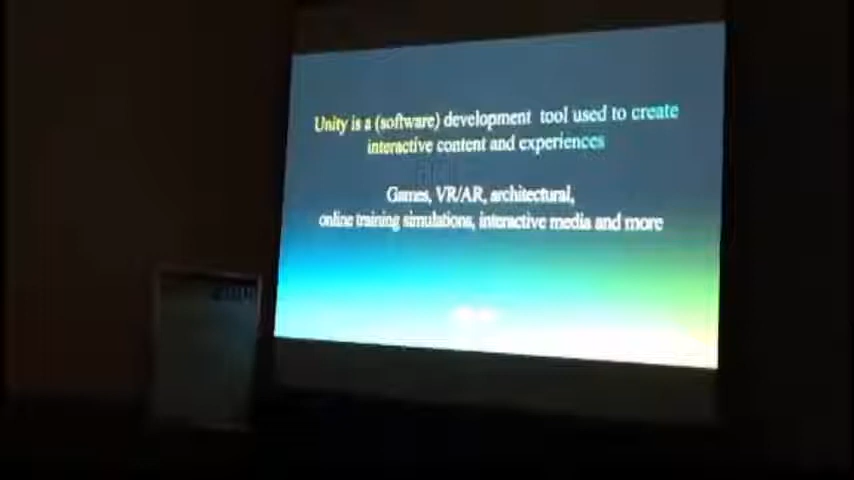 Unity is a (software) development tool used to create
interactive content and experiences
Games, VR/AR, architectural,
online training simulations, interactive media and more